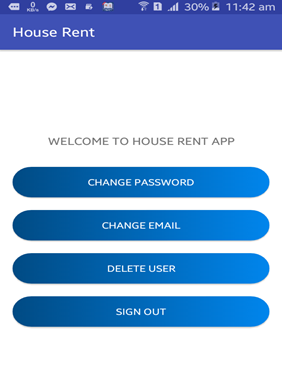 0
KB/s
1
30%
11:42 am
House Rent
WELCOME TO HOUSE RENT APP
CHANGE PASSWORD
CHANGE EMAIL
DELETE USER
SIGN OUT